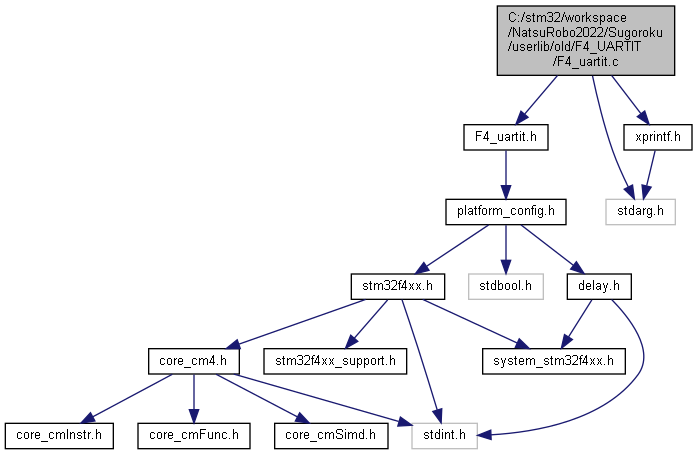 C:/stm32/workspace
/NatsuRobo2022/Sugoroku
/userlib/old/F4_UARTIT
/F4_uartit.c
F4_uartit.h
xprintf.h
platform_config.h
stdarg.h
stm32f4xx.h
stdbool.h
delay.h
core_cm4.h
stm32f4xx_support.h
system_stm32f4xx.h
core_cmInstr.h
core_cmFunc.h
core_cmSimd.h
stdint.h